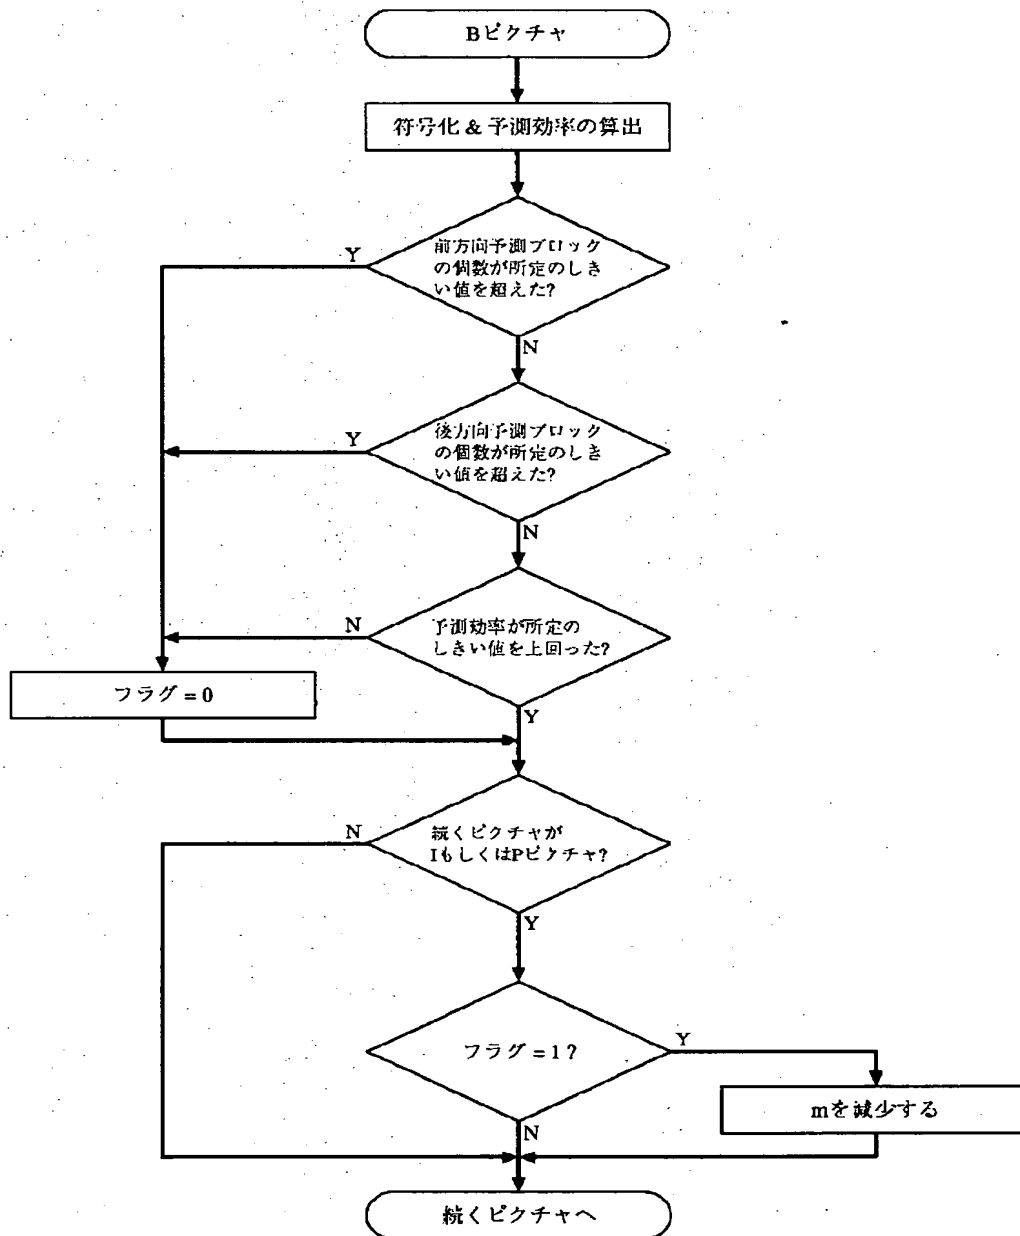 Bピクチャ
符号化 & 予測効率の算出
Y
前方向予測ブロック
の個数が所定のしき
い値を超えた?
N
Y
後方向予測ブロック
の個数が所定のしき
い値を超えた?
N
N
予測効率が所定の
しきい値を上回った?
フラグ = 0
Y
N
続くピクチャが
IもしくはPピクチャ?
Y
フラグ = 1 ?
Y
mを減少する
N
続くピクチャへ